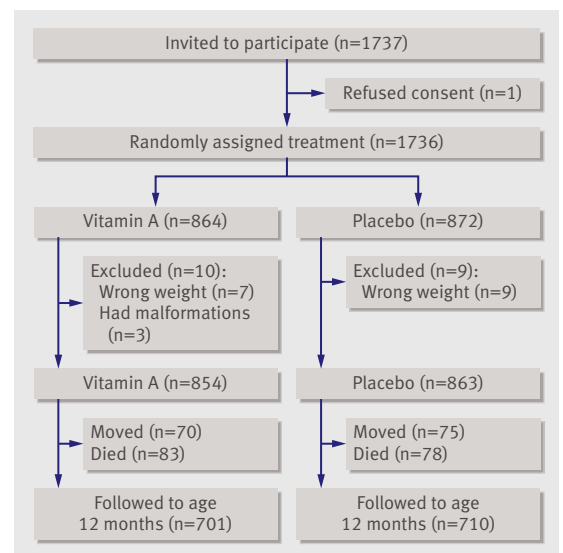 Invited to participate (n=1737)
Refused consent (n=1)
Randomly assigned treatment (n=1736)
Vitamin A (n=864)
Placebo (n=872)
Excluded (n=10):
Wrong weight (n=7)
Had malformations
(n=3)
Excluded (n=9):
Wrong weight (n=9)
Vitamin A (n=854)
Placebo (n=863)
Moved (n=70)
Died (n=83)
Moved (n=75)
Died (n=78)
Followed to age
12 months (n=701)
Followed to age
12 months (n=710)